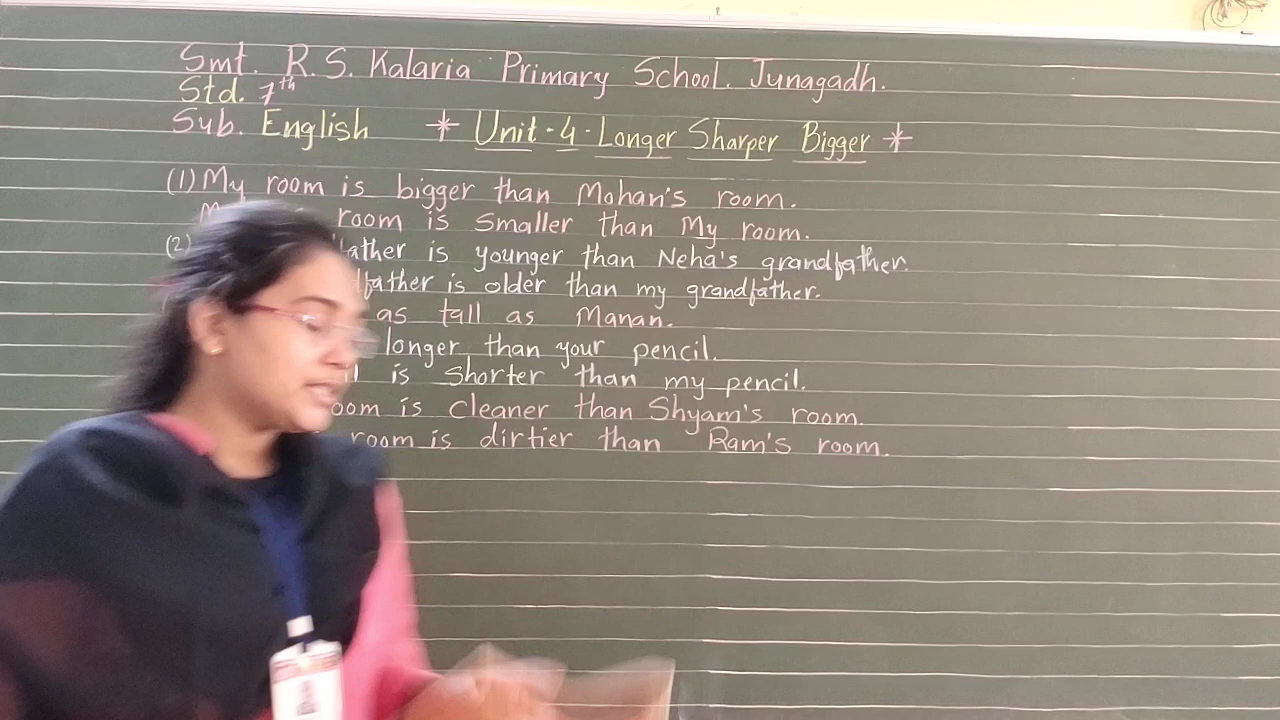 Smt. R.S. Kalaria Primary School. Junagadh.
Std. 7th
Sub. English * Unit-4-Longer Sharper Bigger *
(1) My room is bigger than Mohan's room.
room is smaller than My room.
(2) father is younger than Neha's grandfather.
father is older than my grandfather.
as tall as Manan.
longer than your pencil.
is shorter than my pencil.
is cleaner than Shyam's room.
room is dirtier than Ram's room.